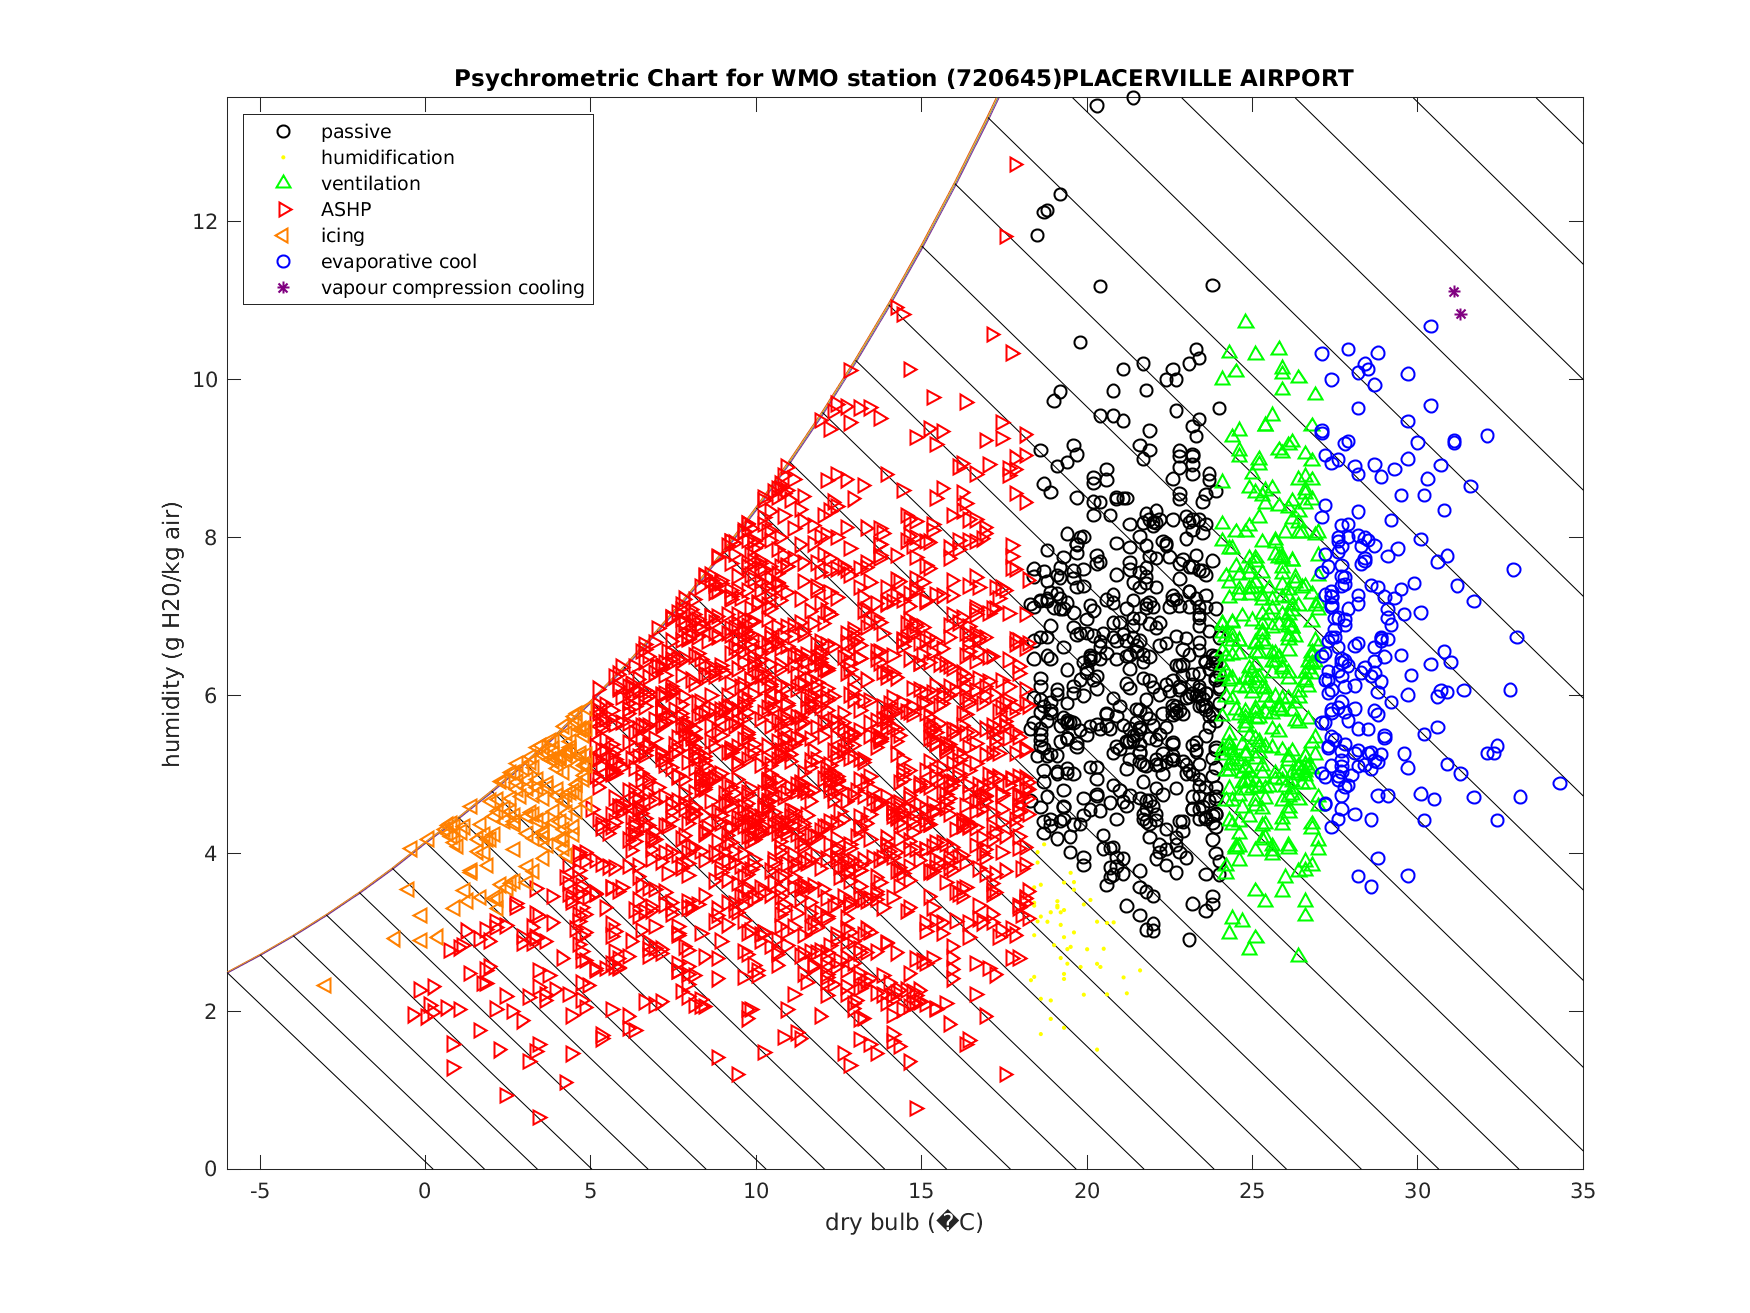 Psychrometric Chart for WMO station (720645)PLACERVILLE AIRPORT
passive
humidification
ventilation
ASHP
icing
evaporative cool
vapour compression cooling
humidity (g H20/kg air)
12
10
8
6
4
2
0
-5 0 5 10 15 20 25 30 35
dry bulb (�C)